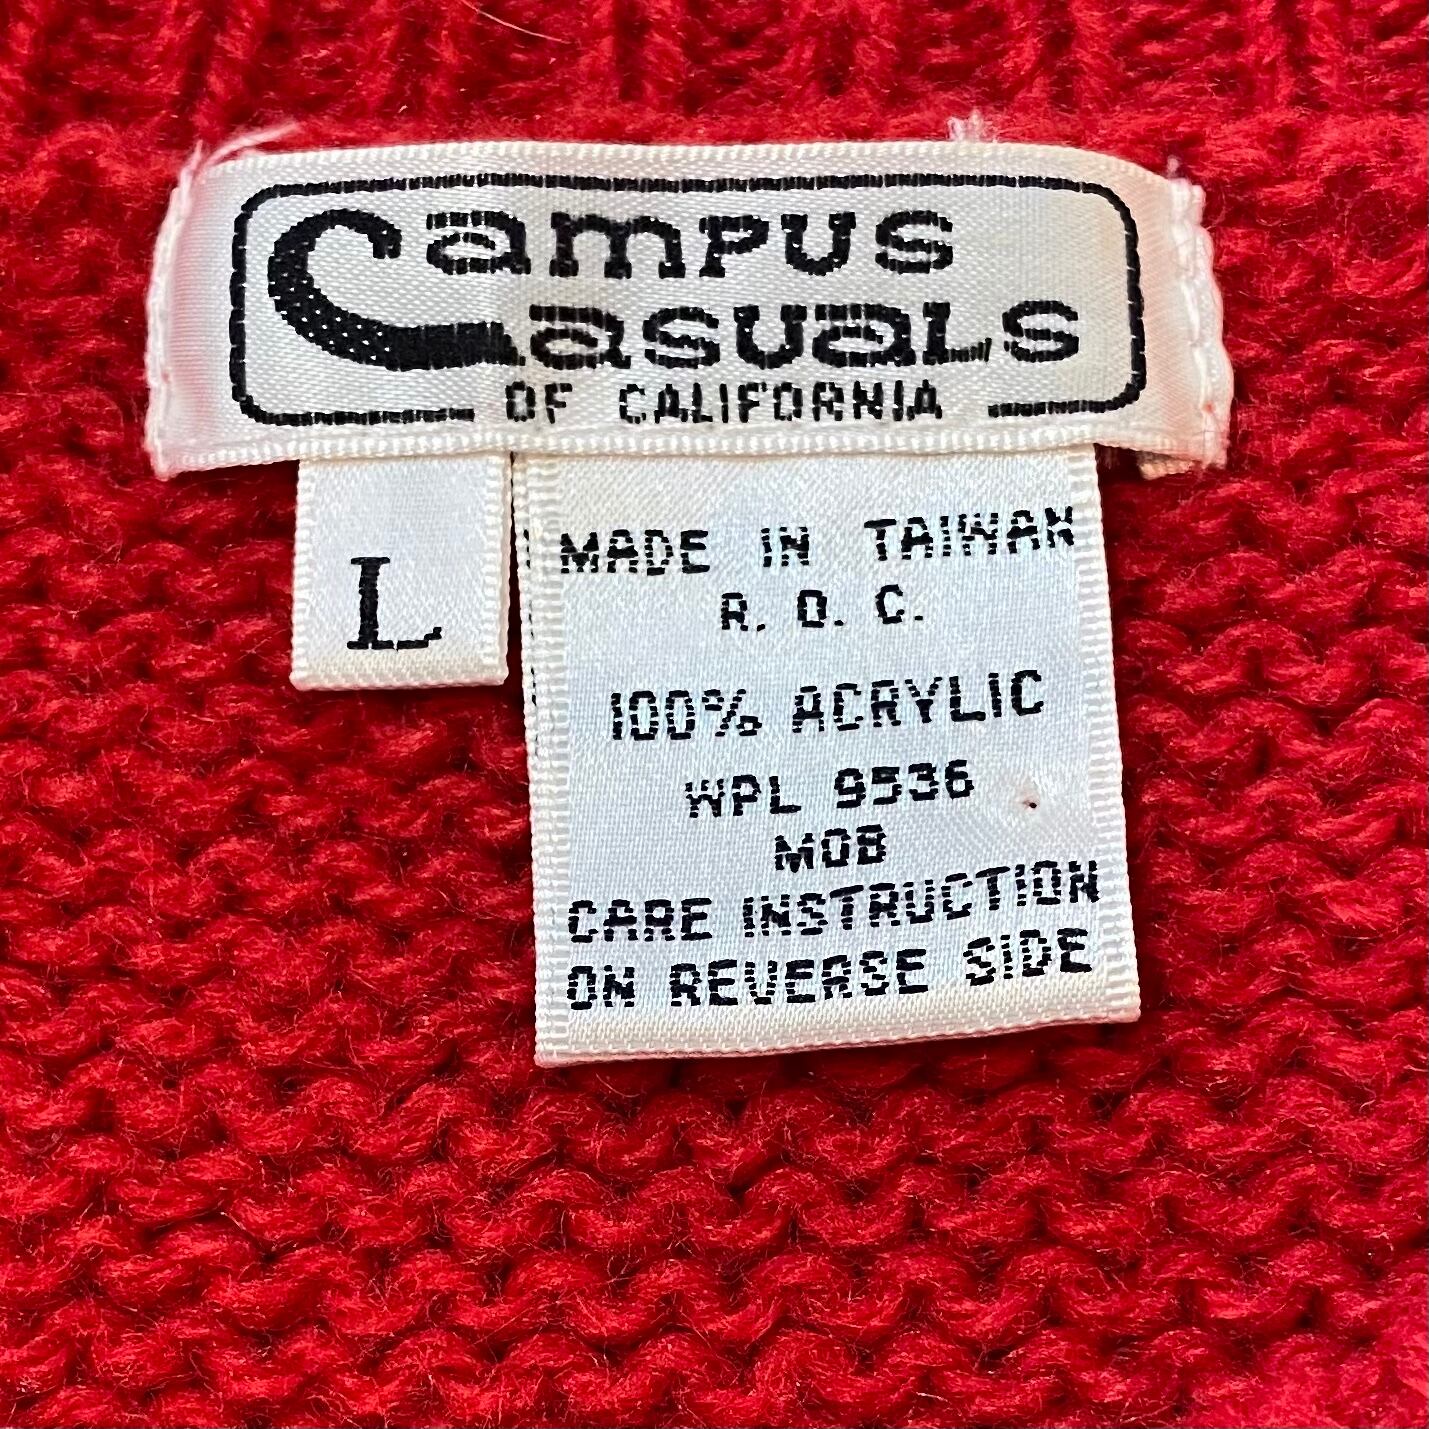 Campus
Casuals
OF CALIFORNIA
L
MADE IN TAIWAN
R. O. C.
100% ACRYLIC
WPL 9536
MOB
CARE INSTRUCTION
ON REVERSE SIDE